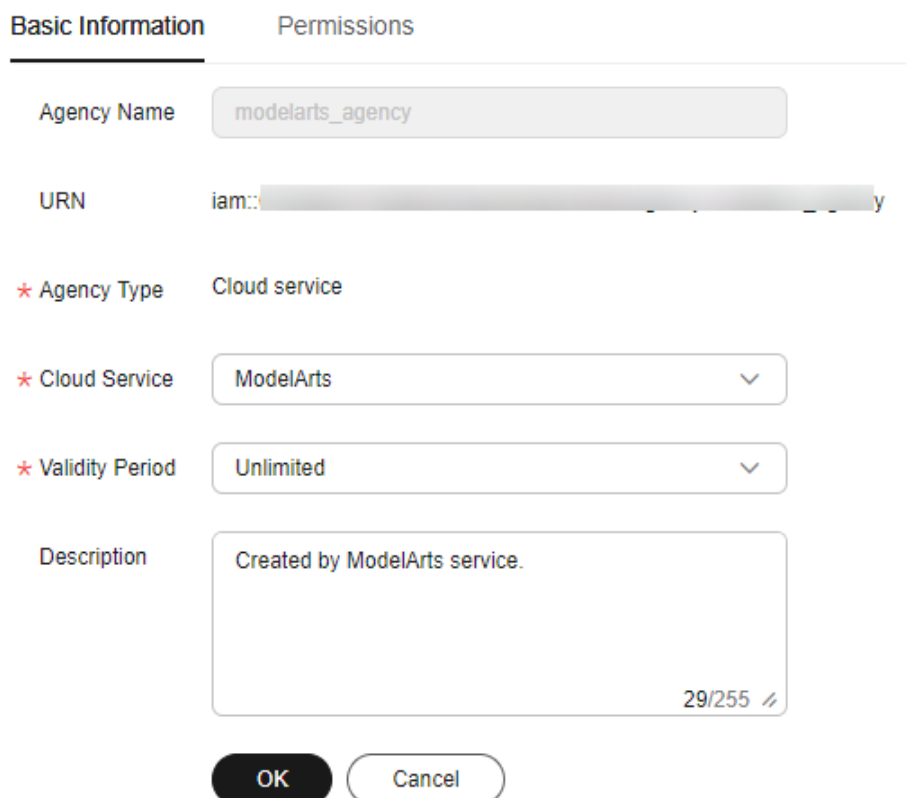 Basic Information Permissions
Agency Name modelarts_agency
URN iam::
* Agency Type Cloud service
* Cloud Service ModelArts
* Validity Period Unlimited
Description Created by ModelArts service.
29/255
OK Cancel